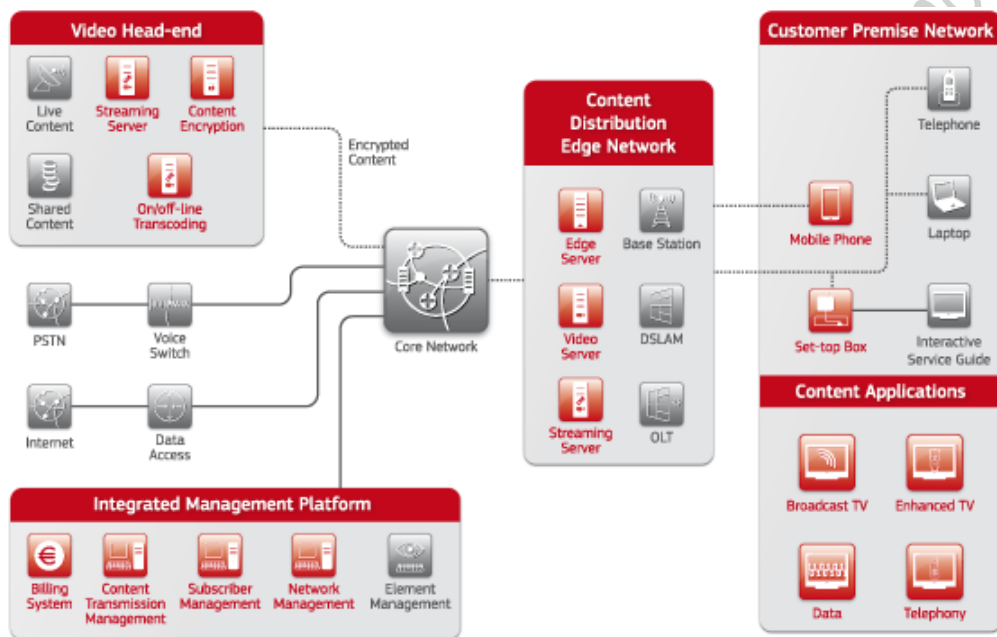 Video Head-end
Live
Content
Streaming
Server
Content
Encryption
Shared
Content
On/off-line
Transcoding
Encrypted
Content
PSTN
Voice
Switch
Internet
Data
Access
Core Network
Integrated Management Platform
€
Billing
System
Content
Transmission
Management
Subscriber
Management
Network
Management
Element
Management
Content
Distribution
Edge Network
Edge
Server
Base Station
Video
Server
DSLAM
Streaming
Server
OLT
Customer Premise Network
Telephone
Mobile Phone
Laptop
Set-top Box
Interactive
Service Guide
Content Applications
Broadcast TV
Enhanced TV
Data
Telephony